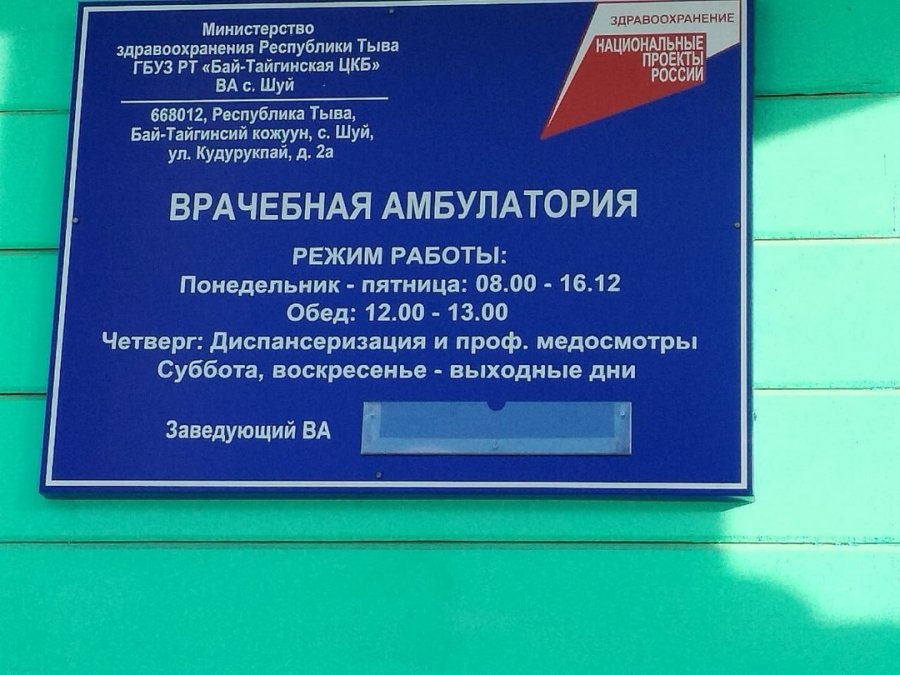 Министерство
здравоохранения Республики Тыва
ГБУЗ РТ «Бай-Тайгинская ЦКБ»
ВА с. Шуй
668012, Республика Тыва,
Бай-Тайгинсий кожуун, с. Шуй,
ул. Кудурукпай, д. 2а
ЗДРАВООХРАНЕНИЕ
НАЦИОНАЛЬНЫЕ
ПРОЕКТЫ
РОССИИ
ВРАЧЕБНАЯ АМБУЛАТОРИЯ
РЕЖИМ РАБОТЫ:
Понедельник - пятница: 08.00 - 16.12
Обед: 12.00 - 13.00
Четверг: Диспансеризация и проф. медосмотры
Суббота, воскресенье - выходные дни
Заведующий ВА